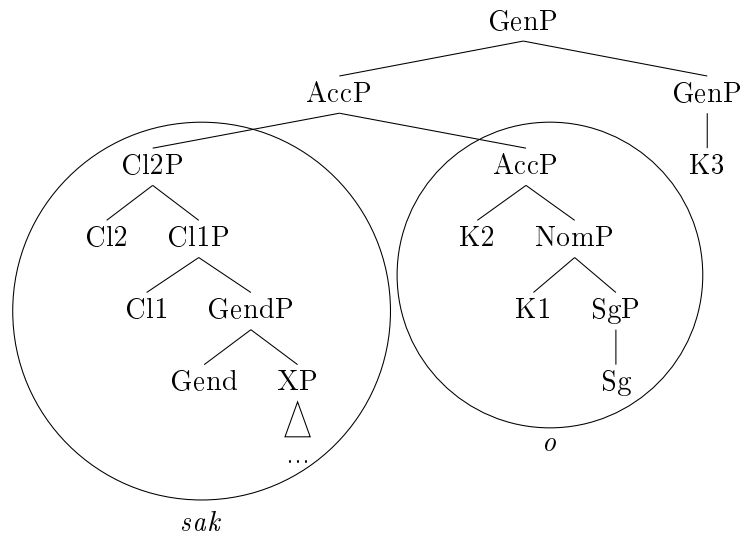 GenP
AccP GenP
Cl2P AccP K3
Cl2 Cl1P K2 NomP
Cl1 GendP K1 SgP
Gend XP Sg
...
o
sak